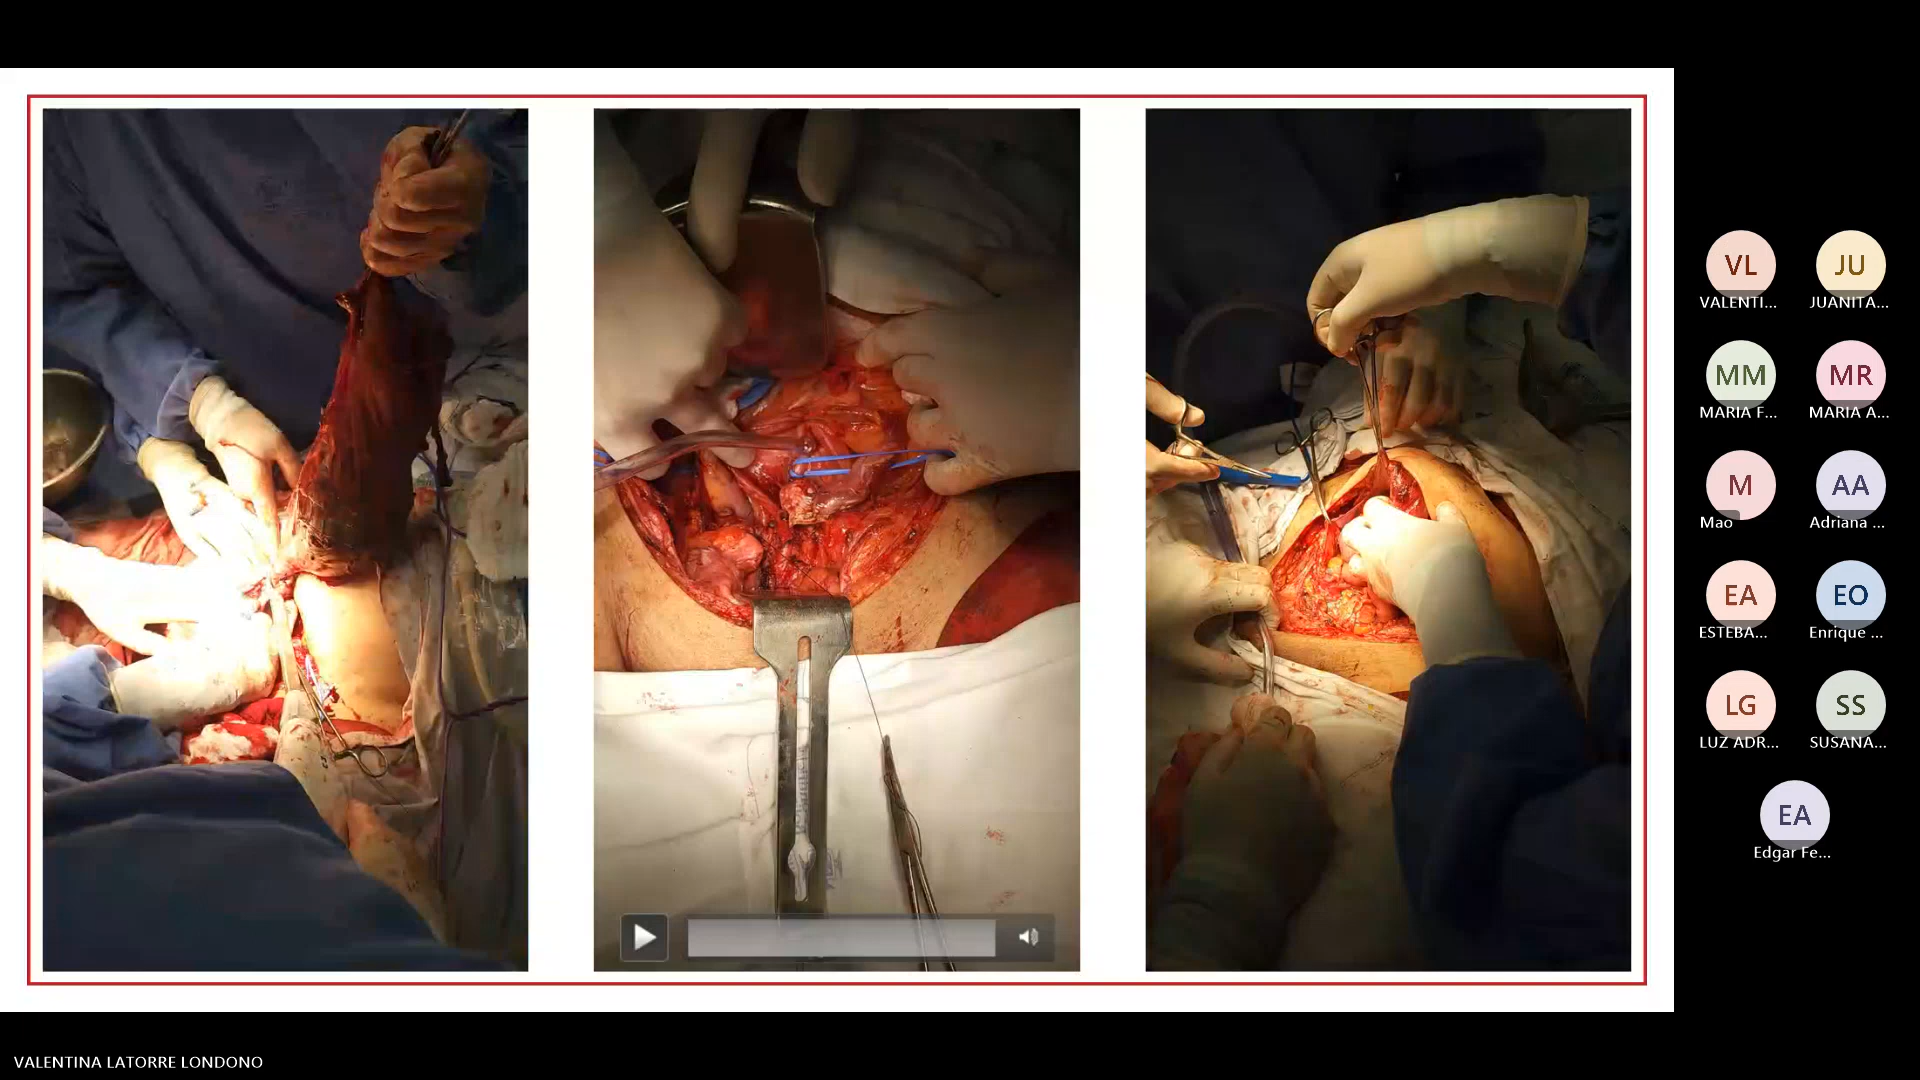 VL
JU
VALENTI...
JUANITA...
MM
MR
MARIA F...
MARIA A...
M
AA
Mao
Adriana ...
EA
EO
ESTEBA...
Enrique ...
LG
SS
LUZ ADR...
SUSANA...
EA
Edgar Fe...
VALENTINA LATORRE LONDONO